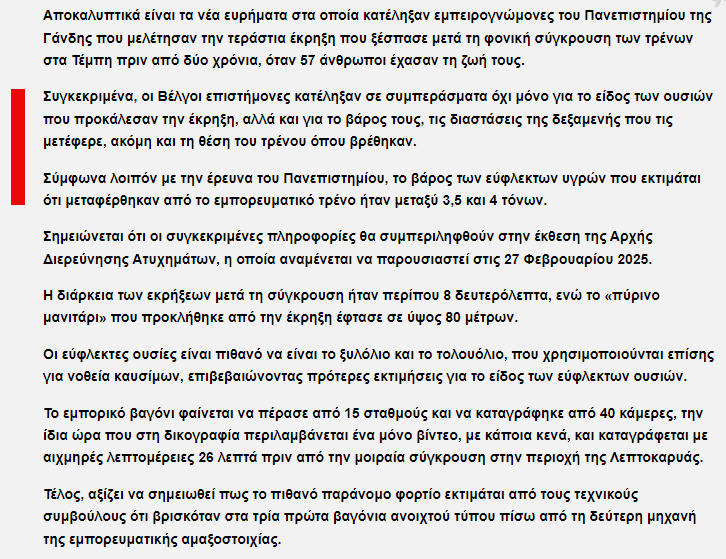 Αποκαλυπτικά είναι τα νέα ευρήματα στα οποία κατέληξαν εμπειρογνώμονες του Πανεπιστημίου της
Γάνδης που μελέτησαν την τεράστια έκρηξη που ξέσπασε μετά τη φονική σύγκρουση των τρένων
στα Τέμπη πριν από δύο χρόνια, όταν 57 άνθρωποι έχασαν τη ζωή τους.
Συγκεκριμένα, οι Βέλγοι επιστήμονες κατέληξαν σε συμπεράσματα όχι μόνο για το είδος των ουσιών
που προκάλεσαν την έκρηξη, αλλά και για το βάρος τους, τις διαστάσεις της δεξαμενής που τις
μετέφερε, ακόμη και τη θέση του τρένου όπου βρέθηκαν.
Σύμφωνα λοιπόν με την έρευνα του Πανεπιστημίου, το βάρος των εύφλεκτων υγρών που εκτιμάται
ότι μεταφέρθηκαν από το εμπορευματικό τρένο ήταν μεταξύ 3,5 και 4 τόνων.
Σημειώνεται ότι οι συγκεκριμένες πληροφορίες θα συμπεριληφθούν στην έκθεση της Αρχής
Διερεύνησης Ατυχημάτων, η οποία αναμένεται να παρουσιαστεί στις 27 Φεβρουαρίου 2025.
Η διάρκεια των εκρήξεων μετά τη σύγκρουση ήταν περίπου 8 δευτερόλεπτα, ενώ το «πύρινο
μανιτάρι» που προκλήθηκε από την έκρηξη έφτασε σε ύψος 80 μέτρων.
Οι εύφλεκτες ουσίες είναι πιθανό να είναι το ξυλόλιο και το τολουόλιο, που χρησιμοποιούνται επίσης
για νοθεία καυσίμων, επιβεβαιώνοντας πρότερες εκτιμήσεις για το είδος των εύφλεκτων ουσιών.
Το εμπορικό βαγόνι φαίνεται να πέρασε από 15 σταθμούς και να καταγράφηκε από 40 κάμερες, την
ίδια ώρα που στη δικογραφία περιλαμβάνεται ένα μόνο βίντεο, με κάποια κενά, και καταγράφεται με
αιχμηρές λεπτομέρειες 26 λεπτά πριν από την μοιραία σύγκρουση στην περιοχή της Λεπτοκαρυάς.
Τέλος, αξίζει να σημειωθεί πως το πιθανό παράνομο φορτίο εκτιμάται από τους τεχνικούς
συμβούλους ότι βρισκόταν στα τρία πρώτα βαγόνια ανοιχτού τύπου πίσω από τη δεύτερη μηχανή
της εμπορευματικής αμαξοστοιχίας.